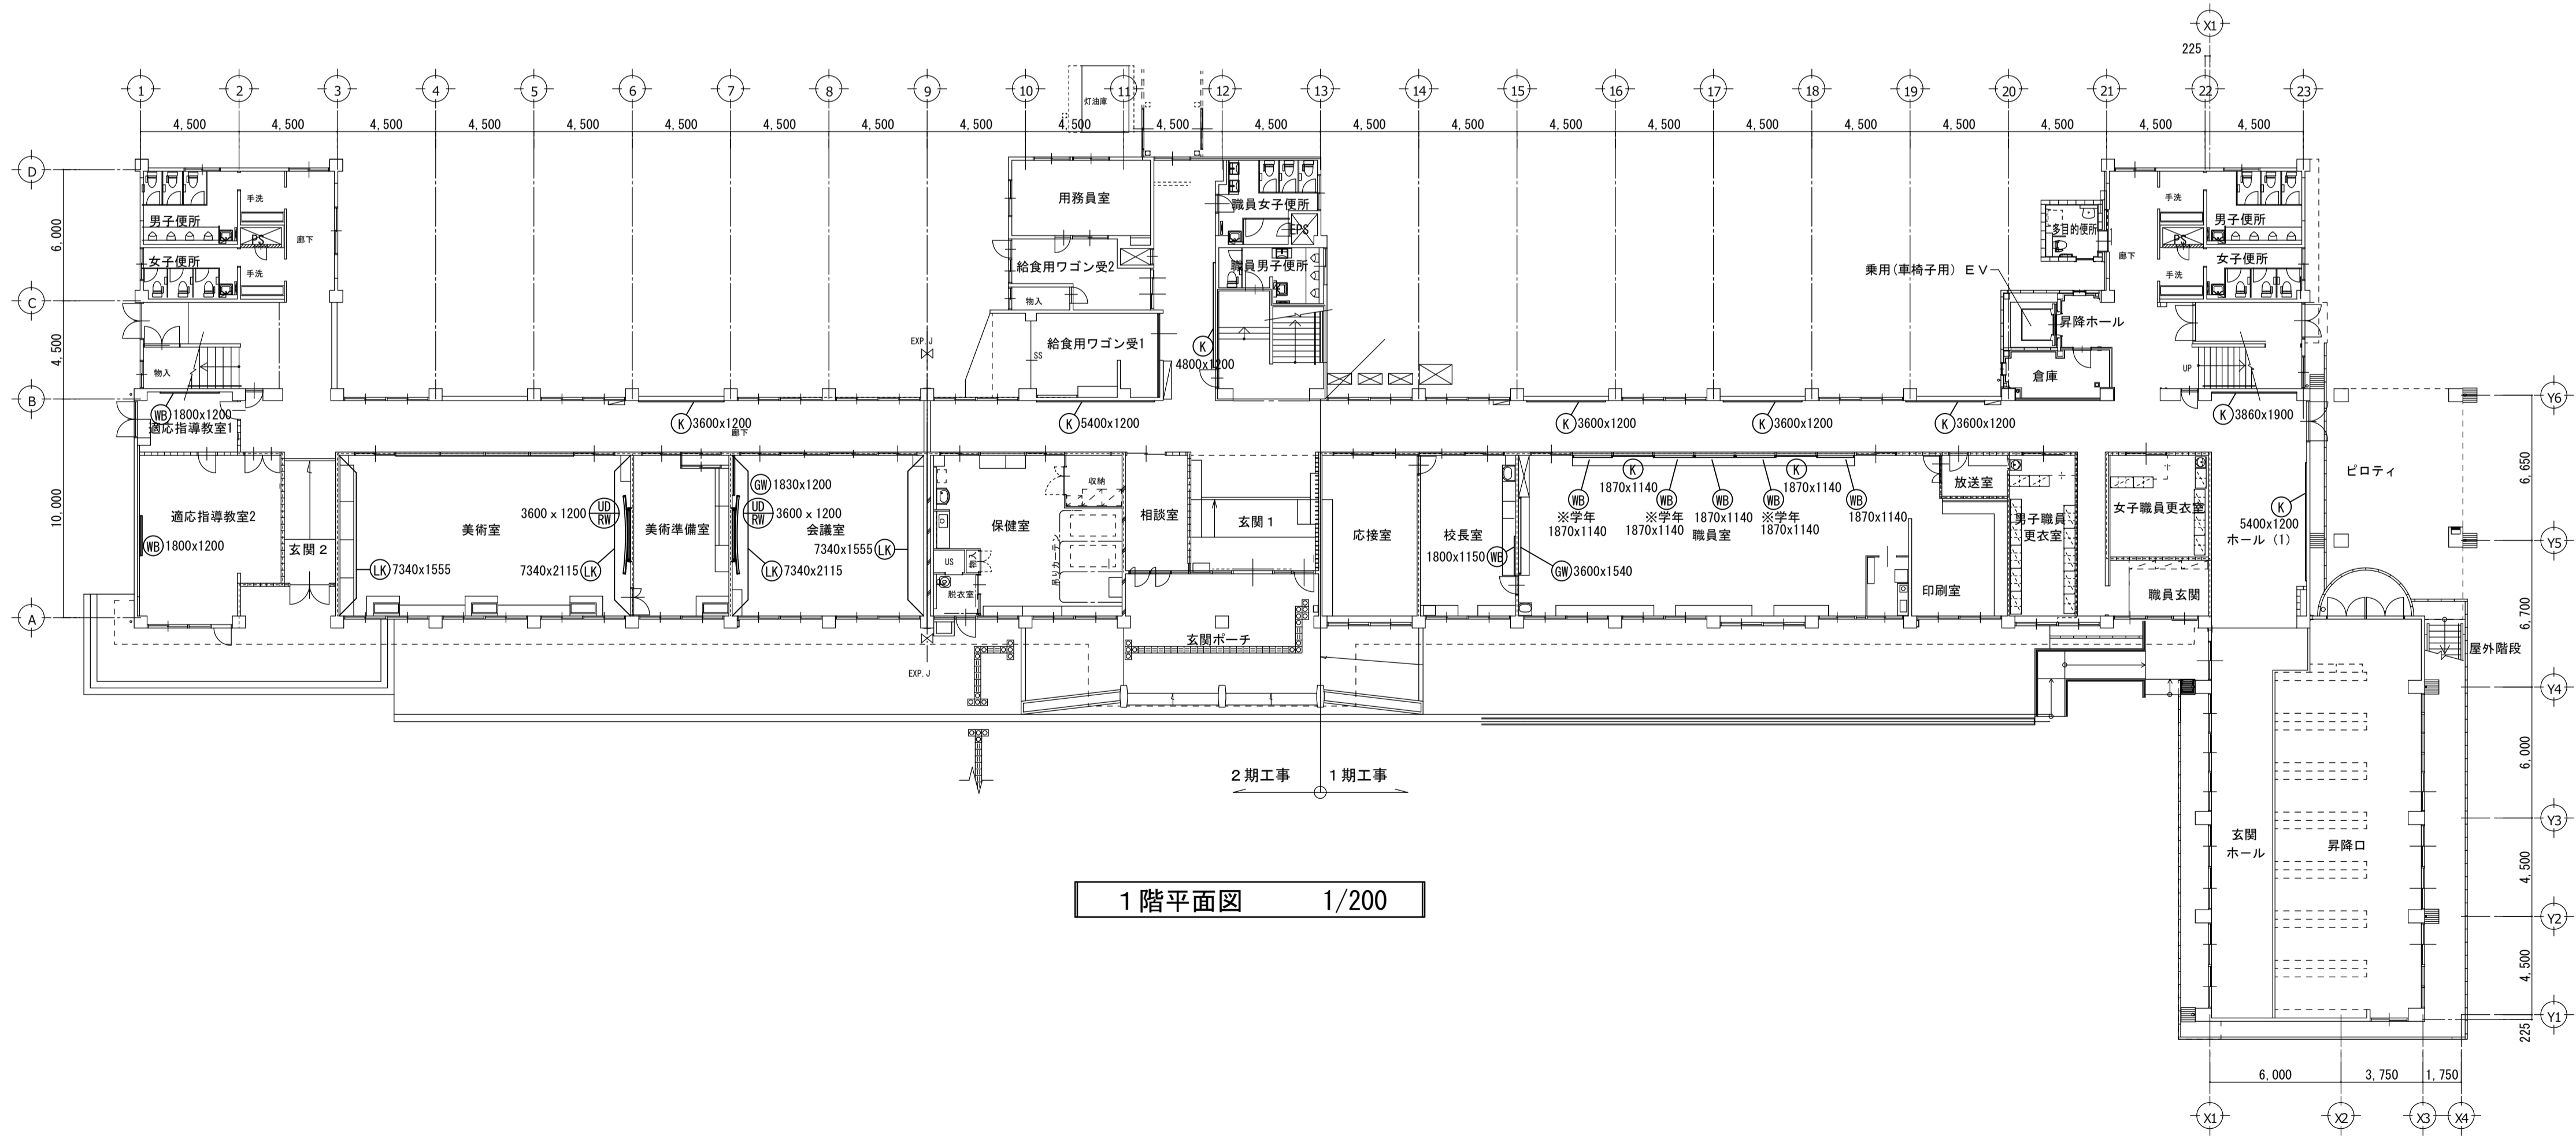 X1
225
1 2 3 4 5 6 7 8 9 10 11 12 13 14 15 16 17 18 19 20 21 22 23
灯油庫
4,500 4,500 4,500 4,500 4,500 4,500 4,500 4,500 4,500 4,500 4,500 4,500 4,500 4,500 4,500 4,500 4,500 4,500 4,500 4,500 4,500 4,500
D
C
B
A
6,000
4,500
10,000
手洗
男子便所
PS
廊下
女子便所
手洗
物入
用務員室
給食用ワゴン受2
物入
給食用ワゴン受1
SS
EXP.J
職員女子便所
EPS
職員男子便所
K
4800x1200
多目的便所
乗用(車椅子用) EV
昇降ホール
倉庫
手洗
男子便所
PS
廊下
女子便所
手洗
UP
WB 1800x1200
適応指導教室1
K 3600x1200
廊下
K 5400x1200
K 3600x1200
K 3600x1200
K 3600x1200
K 3860x1900
Y6
適応指導教室2
WB 1800x1200
玄関2
美術室
LK 7340x1555
3600 x 1200 UD RW
7340x2115 LK
美術準備室
GW 1830x1200
UD RW 3600 x 1200
会議室
7340x1555 LK
LK 7340x2115
保健室
収納
US
物入
脱衣室
吊りカーテン
相談室
玄関1
玄関ポーチ
応接室
校長室
1800x1150 WB
GW 3600x1540
WB
※学年
1870x1140
K
1870x1140
WB
※学年
1870x1140
WB
1870x1140
職員室
WB
※学年
1870x1140
K
1870x1140
WB
1870x1140
放送室
印刷室
男子職員
更衣室
女子職員更衣室
職員玄関
K
5400x1200
ホール(1)
ピロティ
6,650
Y5
6,700
屋外階段
EXP.J
Y4
2期工事 1期工事
6,000
Y3
玄関
ホール
昇降口
4,500
Y2
4,500
Y1
225
1階平面図 1/200
6,000 3,750 1,750
X1 X2 X3 X4